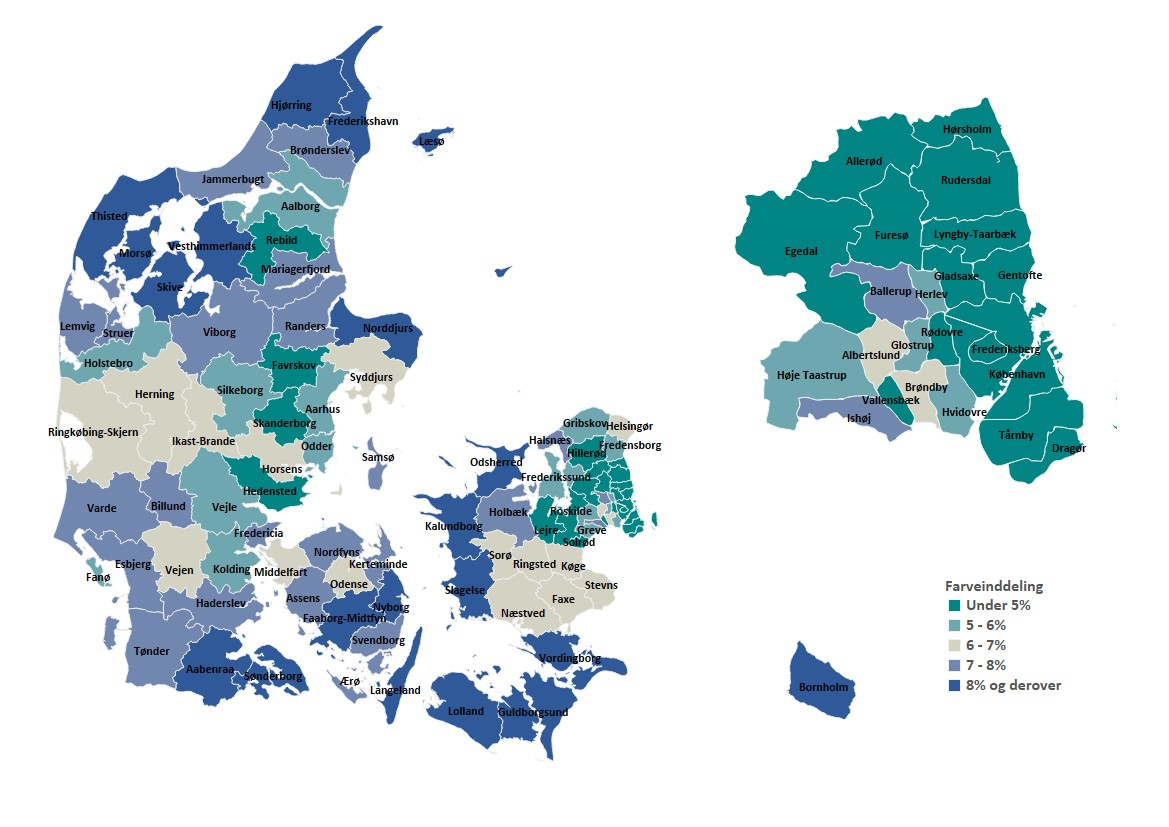 Hjørring
Frederikshavn
Læsø
Brønderslev
Jammerbugt
Aalborg
Thisted
Rebild
Vesthimmerlands
Morsø
Mariagerfjord
Skive
Lemvig
Struer
Viborg
Randers
Norddjurs
Holstebro
Favrskov
Syddjurs
Herning
Silkeborg
Aarhus
Skanderborg
Ringkøbing-Skjern
Ikast-Brande
Odder
Horsens
Samsø
Hedensted
Varde
Billund
Vejle
Fredericia
Esbjerg
Fanø
Vejen
Kolding
Middelfart
Nordfyns
Kerteminde
Odense
Haderslev
Assens
Nyborg
Faaborg-Midtfyn
Svendborg
Tønder
Aabenraa
Sønderborg
Ærø
Langeland
Gribskov
Helsingør
Halsnæs
Fredensborg
Hillerød
Odsherred
Frederikssund
Holbæk
Roskilde
Kalundborg
Lejre
Greve
Solrød
Sorø
Ringsted
Køge
Slagelse
Stevns
Faxe
Næstved
Vordingborg
Lolland
Guldborgsund
Hørsholm
Allerød
Rudersdal
Furesø
Lyngby-Taarbæk
Egedal
Gladsaxe
Gentofte
Ballerup
Herlev
Rødovre
Glostrup
Frederiksberg
Albertslund
Høje Taastrup
København
Brøndby
Vallensbæk
Hvidovre
Ishøj
Tårnby
Dragør
Bornholm
Farveinddeling
Under 5%
5 - 6%
6 - 7%
7 - 8%
8% og derover